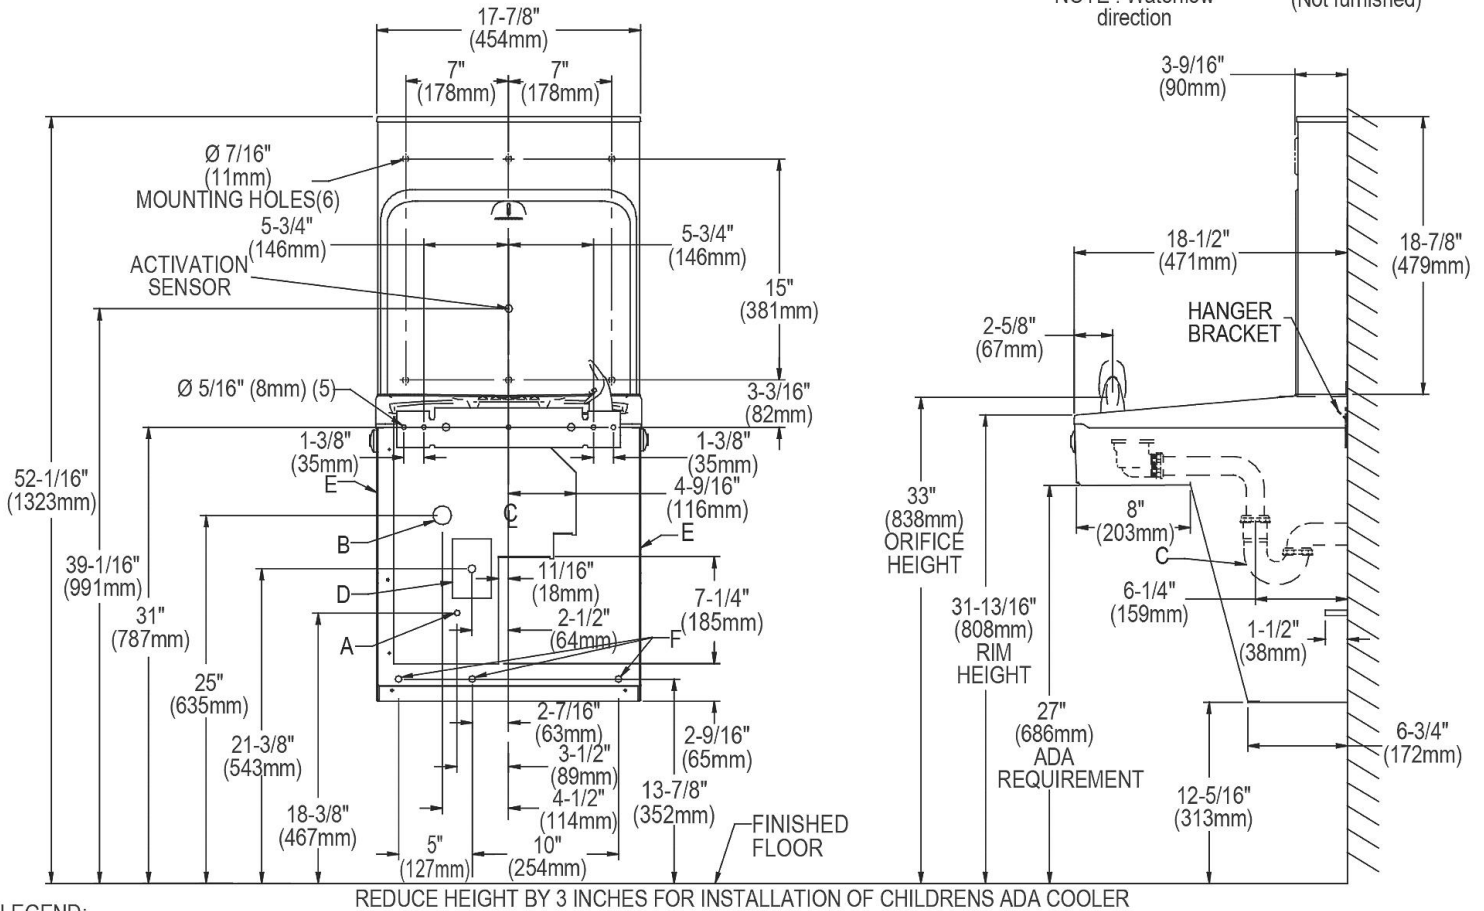 NOTE : Waterflow
direction
(Not furnished)
17-7/8"
(454mm)
7"
(178mm)
7"
(178mm)
3-9/16"
(90mm)
Ø 7/16"
(11mm)
MOUNTING HOLES(6)
5-3/4"
(146mm)
5-3/4"
(146mm)
ACTIVATION
SENSOR
15"
(381mm)
18-1/2"
(471mm)
18-7/8"
(479mm)
HANGER
BRACKET
2-5/8"
(67mm)
Ø 5/16" (8mm) (5)
3-3/16"
(82mm)
1-3/8"
(35mm)
1-3/8"
(35mm)
E
52-1/16"
(1323mm)
4-9/16"
(116mm)
CL
B
E
33"
(838mm)
ORIFICE
HEIGHT
8"
(203mm)
C
39-1/16"
(991mm)
11/16"
(18mm)
D
7-1/4"
(185mm)
6-1/4"
(159mm)
31"
(787mm)
2-1/2"
(64mm)
F
A
31-13/16"
(808mm)
RIM
HEIGHT
1-1/2"
(38mm)
25"
(635mm)
2-7/16"
(63mm)
2-9/16"
(65mm)
27"
(686mm)
ADA
REQUIREMENT
6-3/4"
(172mm)
21-3/8"
(543mm)
3-1/2"
(89mm)
13-7/8"
(352mm)
12-5/16"
(313mm)
18-3/8"
(467mm)
4-1/2"
(114mm)
FINISHED
FLOOR
5"
(127mm)
10"
(254mm)
REDUCE HEIGHT BY 3 INCHES FOR INSTALLATION OF CHILDRENS ADA COOLER
LEGEND: